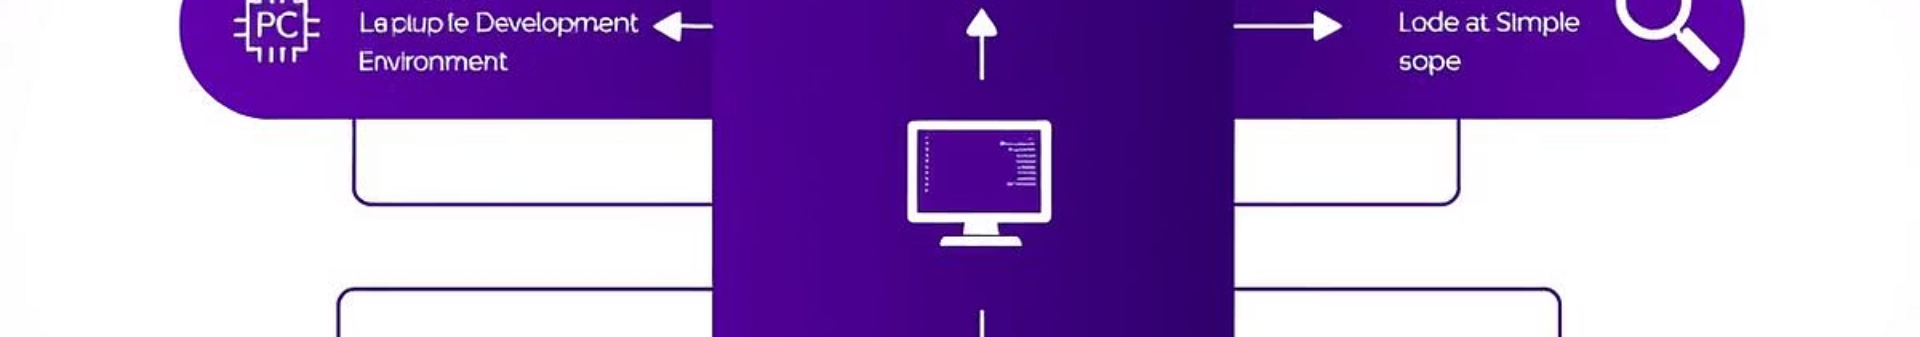 PC
Laplup le Development
Environment
Lode at Simple
sope